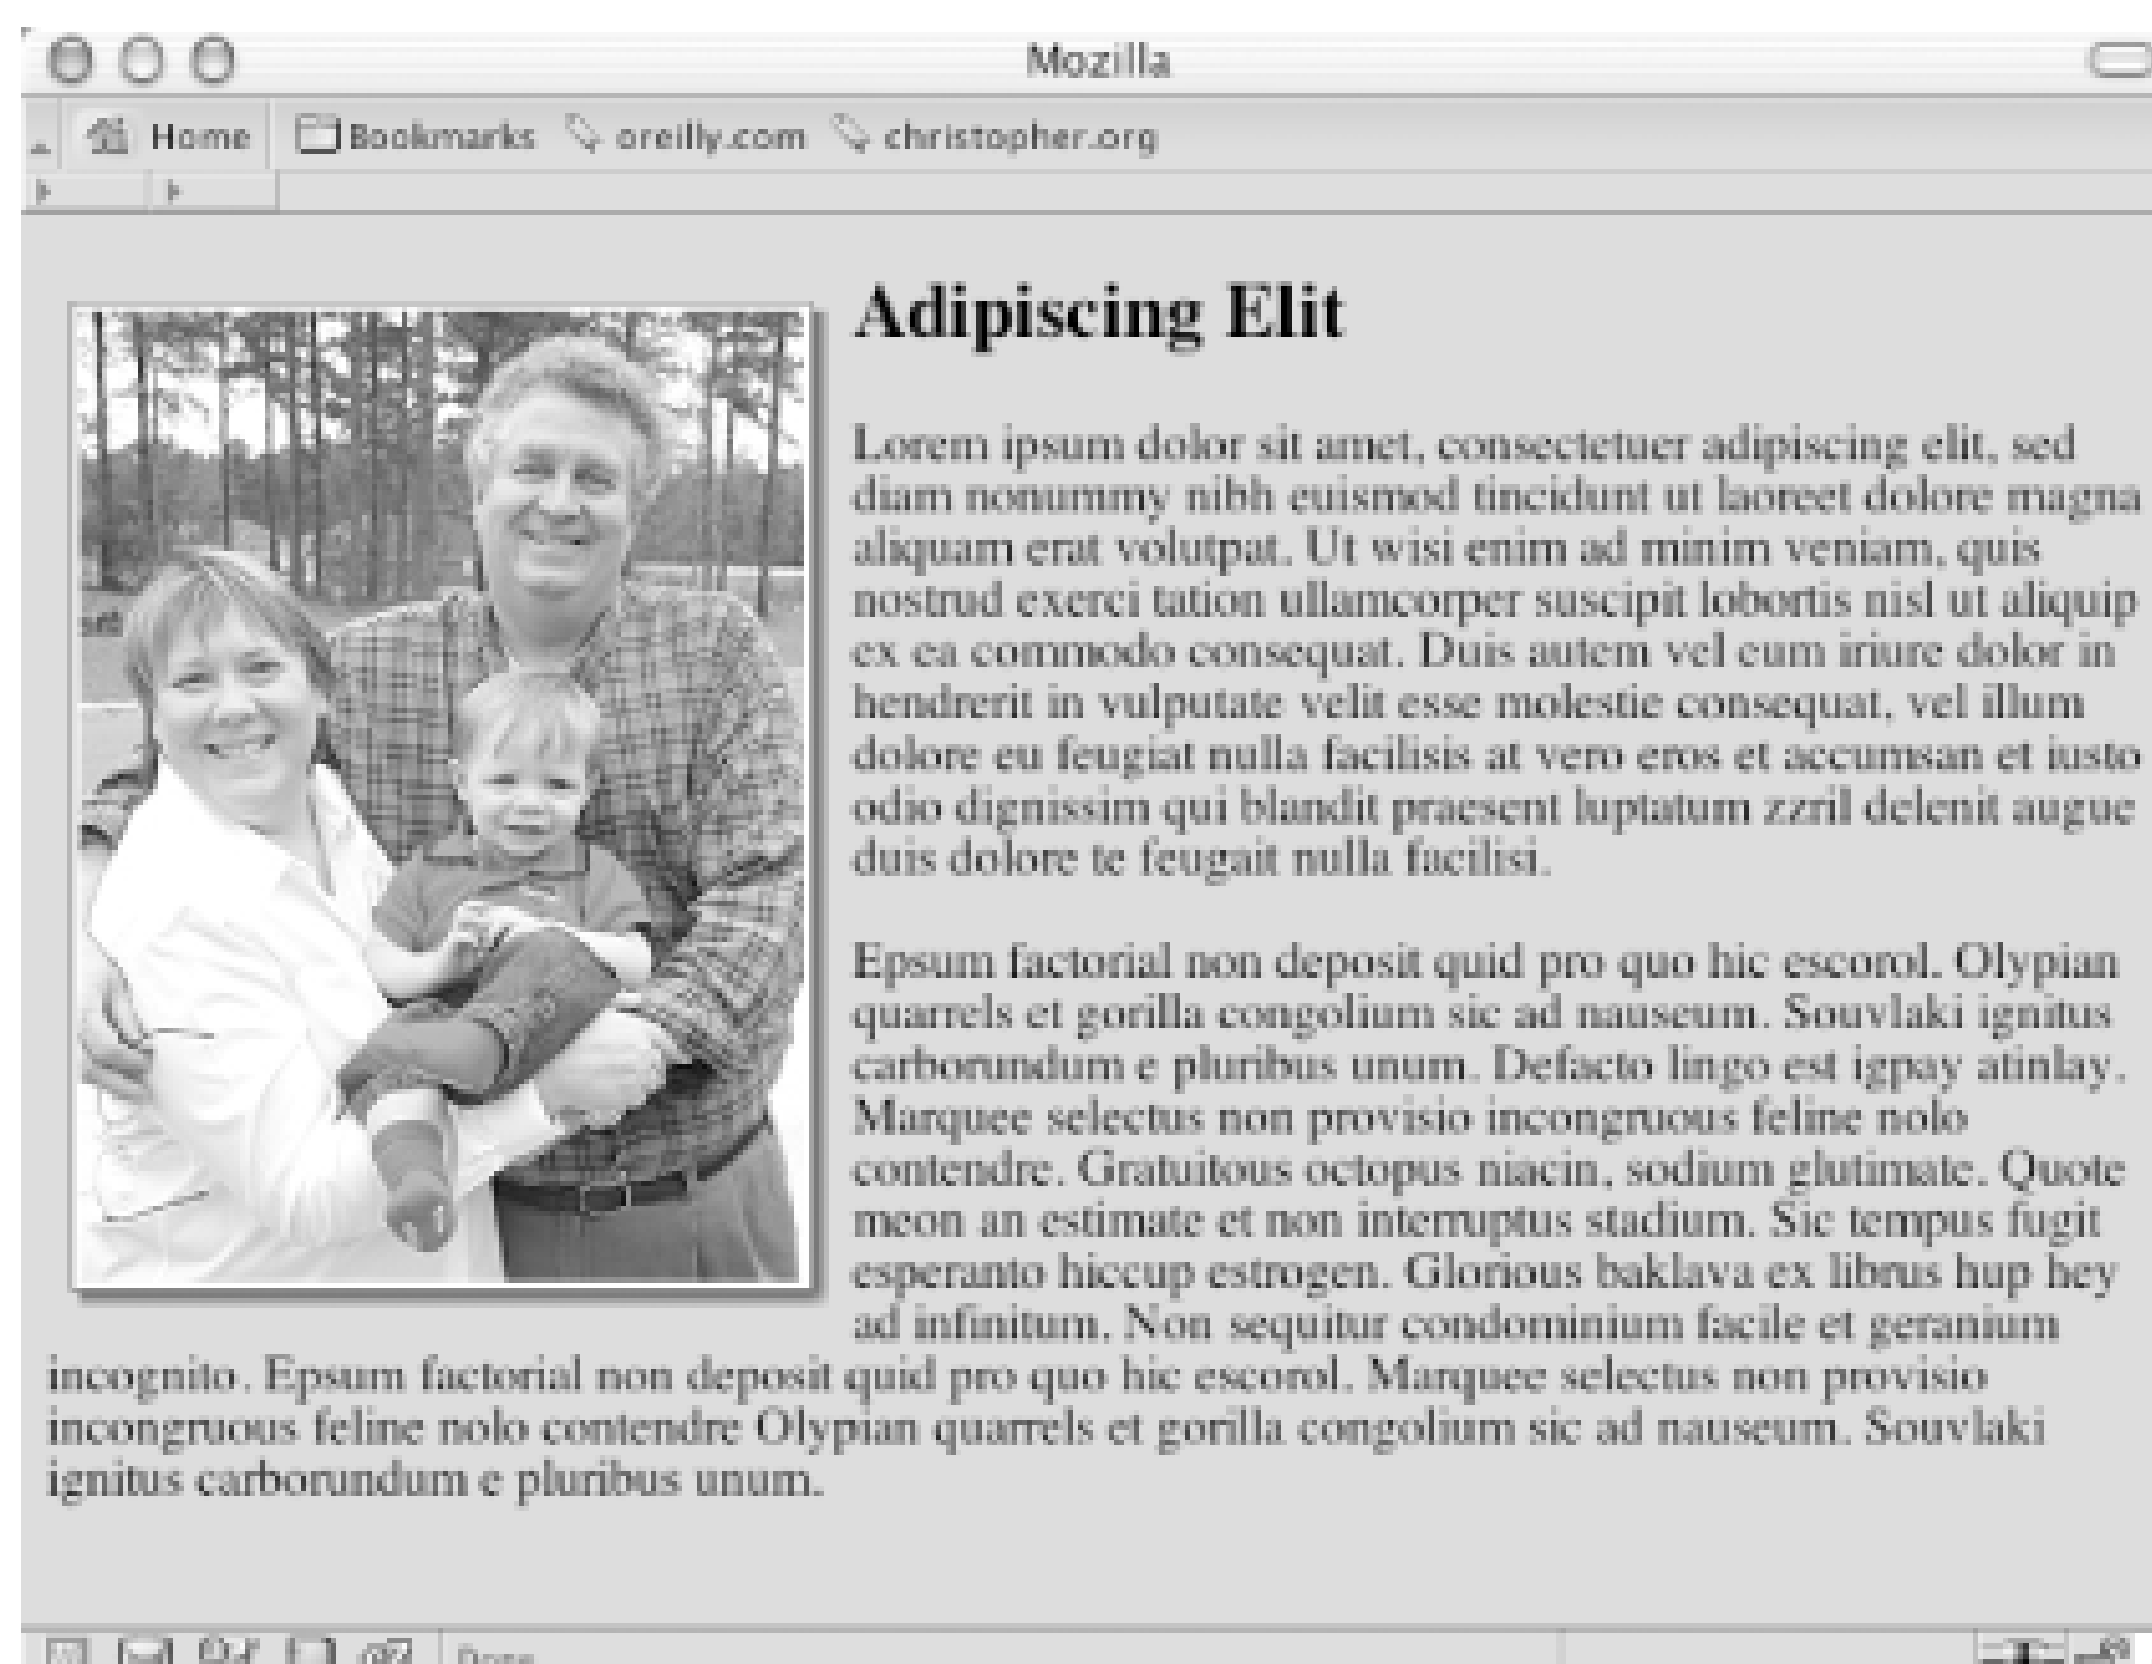 Mozilla
Home Bookmarks oreilly.com christopher.org
Adipiscing Elit
Lorem ipsum dolor sit amet, consectetuer adipiscing elit, sed
diam nonummy nibh euismod tincidunt ut laoreet dolore magna
aliquam erat volutpat. Ut wisi enim ad minim veniam, quis
nostrud exerci tation ullamcorper suscipit lobortis nisl ut aliquip
ex ea commodo consequat. Duis autem vel eum iriure dolor in
hendrerit in vulputate velit esse molestie consequat, vel illum
dolore eu feugiat nulla facilisis at vero eros et accumsan et iusto
odio dignissim qui blandit praesent luptatum zzril delenit augue
duis dolore te feugait nulla facilisi.
Epsum factorial non deposit quid pro quo hic escorol. Olypian
quarrels et gorilla congolium sic ad nauseum. Souvlaki ignitus
carborundum e pluribus unum. Defacto lingo est igpay atinlay.
Marquee selectus non provisio incongruous feline nolo
contendre. Gratuitous octopus niacin, sodium glutimate. Quote
meon an estimate et non interruptus stadium. Sic tempus fugit
esperanto hiccup estrogen. Glorious baklava ex librus hup hey
ad infinitum. Non sequitur condominium facile et geranium
incognito. Epsum factorial non deposit quid pro quo hic escorol. Marquee selectus non provisio
incongruous feline nolo contendre Olypian quarrels et gorilla congolium sic ad nauseum. Souvlaki
ignitus carborundum e pluribus unum.